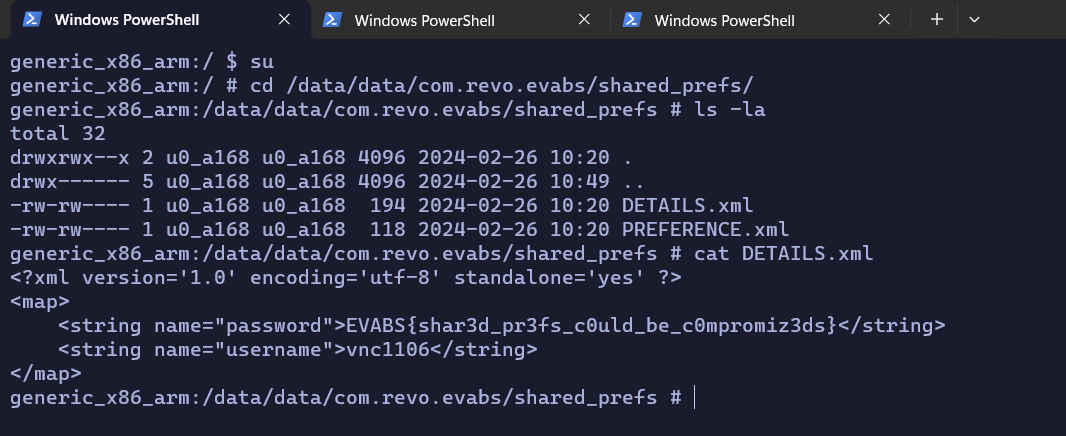 Windows PowerShell
Windows PowerShell
Windows PowerShell
generic_x86_arm:/ $ su
generic_x86_arm:/ # cd /data/data/com.revo.evabs/shared_prefs/
generic_x86_arm:/data/data/com.revo.evabs/shared_prefs # ls -la
total 32
drwxrwx--x 2 u0_a168 u0_a168 4096 2024-02-26 10:20 .
drwx------ 5 u0_a168 u0_a168 4096 2024-02-26 10:49 ..
-rw-rw---- 1 u0_a168 u0_a168  194 2024-02-26 10:20 DETAILS.xml
-rw-rw---- 1 u0_a168 u0_a168  118 2024-02-26 10:20 PREFERENCE.xml
generic_x86_arm:/data/data/com.revo.evabs/shared_prefs # cat DETAILS.xml
<?xml version='1.0' encoding='utf-8' standalone='yes' ?>
<map>
    <string name="password">EVABS{shar3d_pr3fs_c0uld_be_c0mpromiz3ds}</string>
    <string name="username">vnc1106</string>
</map>
generic_x86_arm:/data/data/com.revo.evabs/shared_prefs #